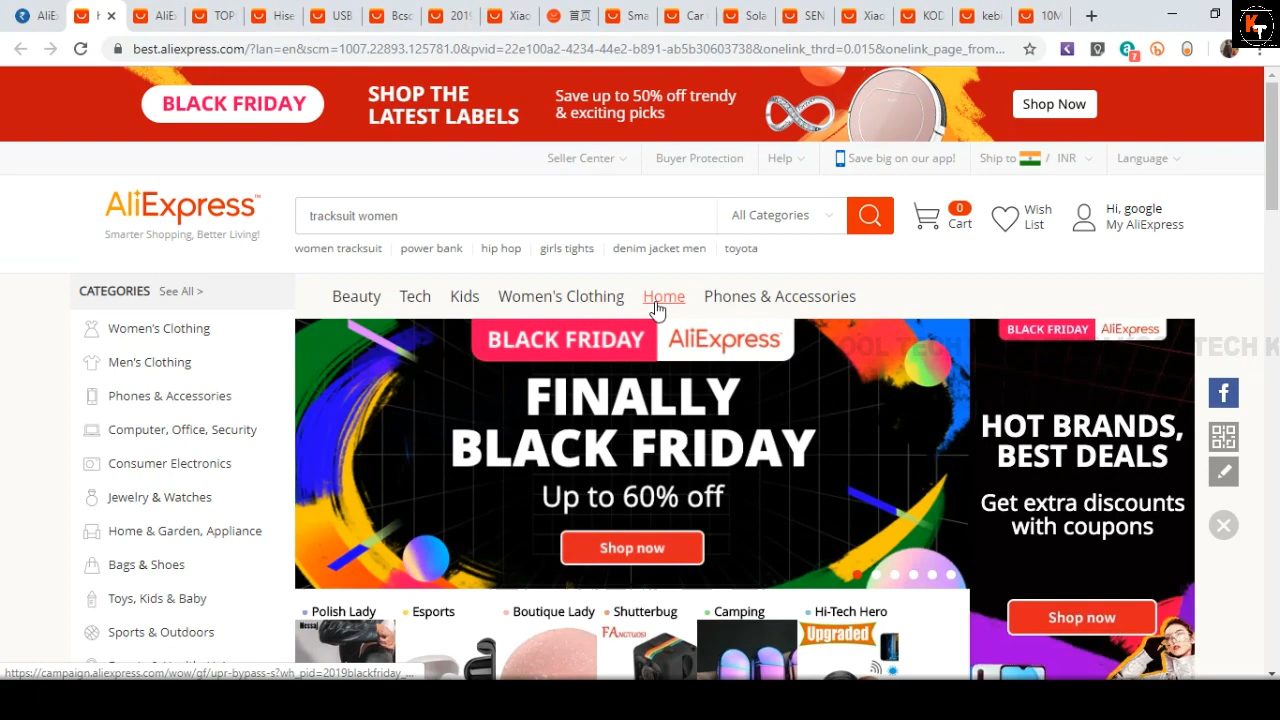 AliE
AliE
TOP
Hise
USB
Bcsc
2019
Xiao
首页
Sma
Car
Sola
SEN
Xiao
KOD
kebi
10M
best.aliexpress.com/?lan=en&scm=1007.22893.125781.0&pvid=22e100a2-4234-44e2-b891-ab5b30603738&onelink_thrd=0.015&onelink_page_from...
BLACK FRIDAY
SHOP THE
LATEST LABELS
Save up to 50% off trendy
& exciting picks
Shop Now
Seller Center
Buyer Protection
Help
Save big on our app!
Ship to / INR
Language
AliExpress
Smarter Shopping, Better Living!
tracksuit women
All Categories
0
Cart
Wish
List
Hi, google
My AliExpress
women tracksuit
power bank
hip hop
girls tights
denim jacket men
toyota
CATEGORIES See All >
Beauty
Tech
Kids
Women's Clothing
Home
Phones & Accessories
Women's Clothing
Men's Clothing
Phones & Accessories
Computer, Office, Security
Consumer Electronics
Jewelry & Watches
Home & Garden, Appliance
Bags & Shoes
Toys, Kids & Baby
Sports & Outdoors
BLACK FRIDAY AliExpress
FINALLY
BLACK FRIDAY
Up to 60% off
Shop now
BLACK FRIDAY AliExpress
HOT BRANDS,
BEST DEALS
Get extra discounts
with coupons
Shop now
Polish Lady
Esports
Boutique Lady
Shutterbug
Camping
Hi-Tech Hero
Upgraded
https://campaign.aliexpress.com/wow/gf/upr-bypass-s?wh_pid=2019blackfriday_...